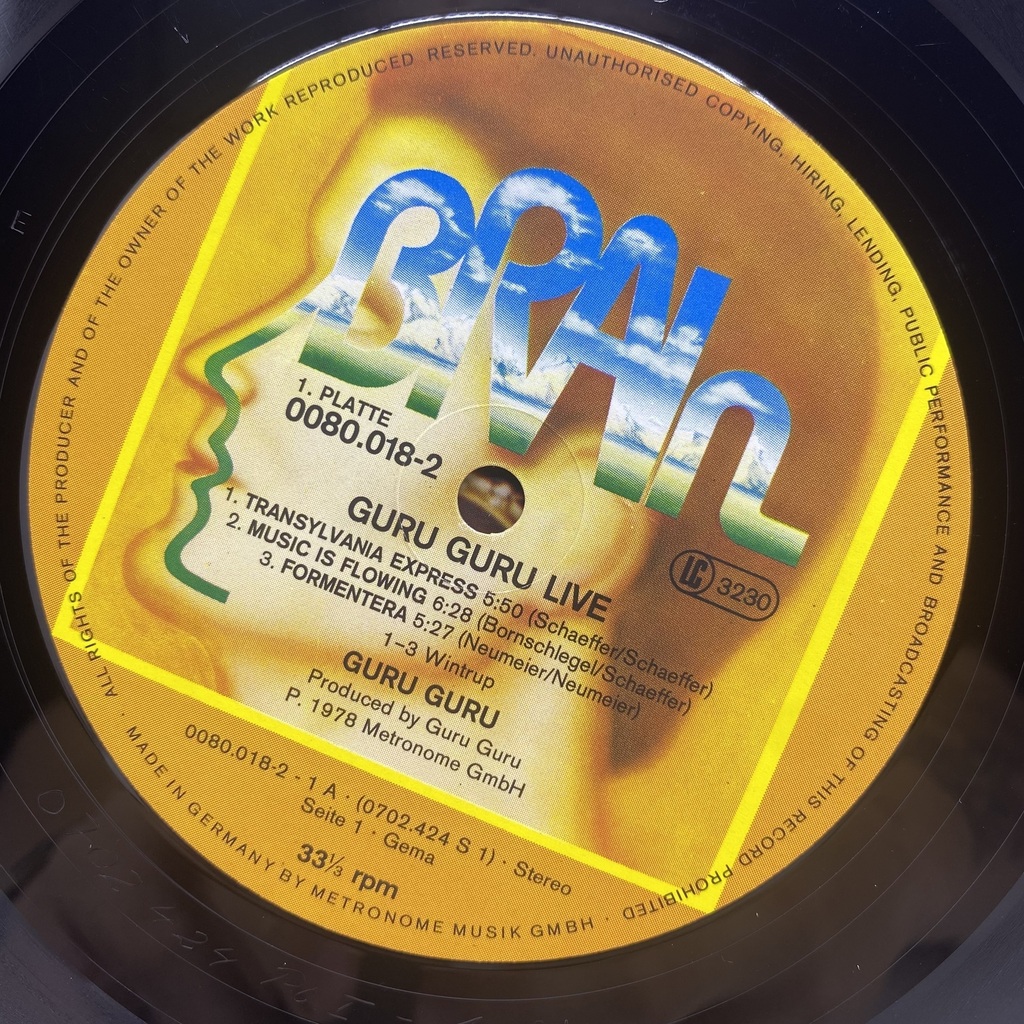 ALL RIGHTS OF THE PRODUCER AND OF THE OWNER OF THE WORK REPRODUCED RESERVED. UNAUTHORISED COPYING, HIRING, LENDING, PUBLIC PERFORMANCE AND BROADCASTING OF THIS RECORD PROHIBITED
BRAIN
1. PLATTE
0080.018-2
LC 3230
GURU GURU LIVE
1. TRANSYLVANIA EXPRESS 5:50 (Schaeffer/Schaeffer)
2. MUSIC IS FLOWING 6:28 (Bornschlegel/Schaeffer)
3. FORMENTERA 5:27 (Neumeier/Neumeier)
1-3 Wintrup
GURU GURU
Produced by Guru Guru
P. 1978 Metronome GmbH
0080.018-2 · 1 A · (0702.424 S 1) · Stereo
Seite 1 · Gema
33⅓ rpm
· MADE IN GERMANY BY METRONOME MUSIK GMBH ·